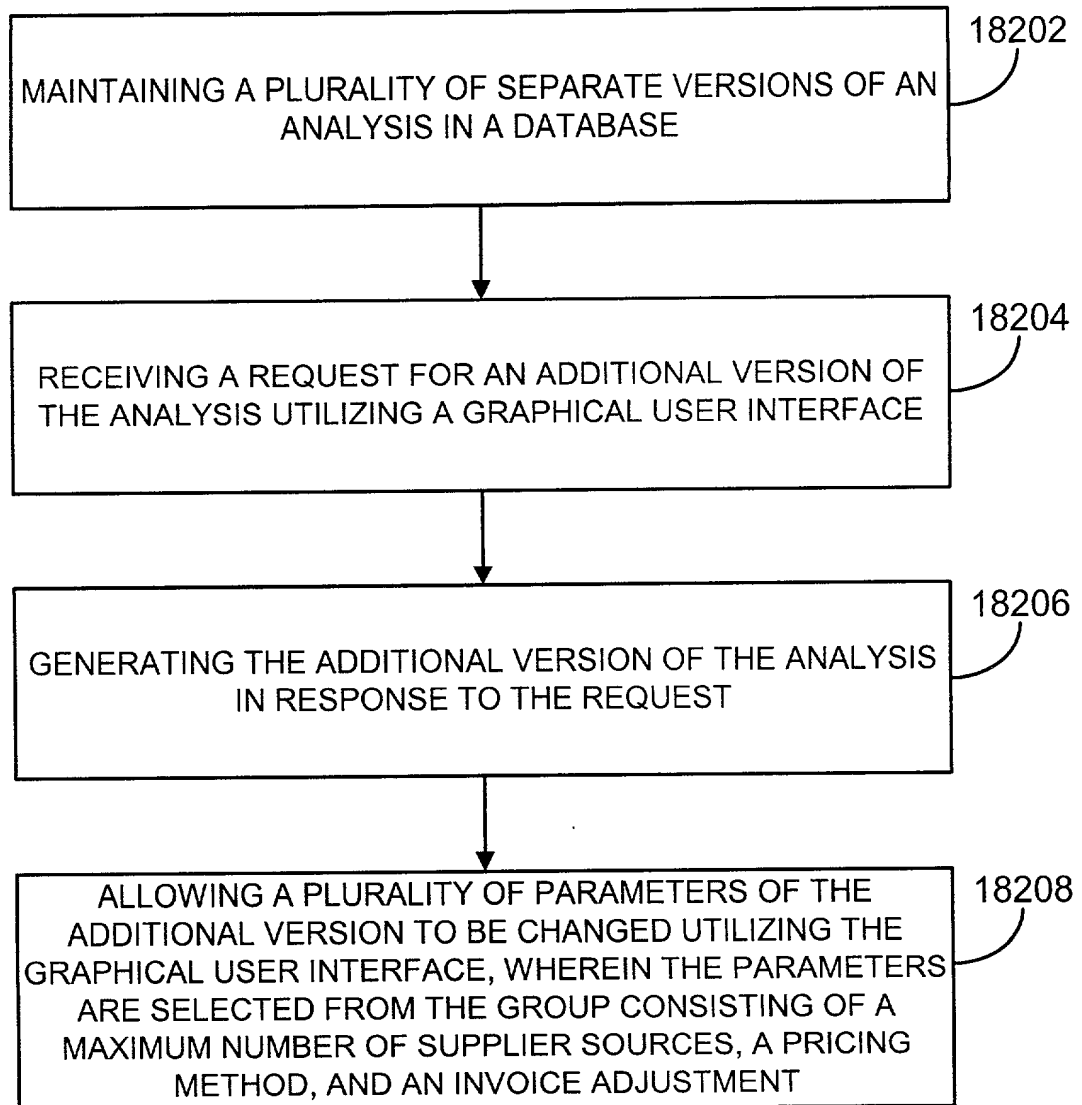 18202
MAINTAINING A PLURALITY OF SEPARATE VERSIONS OF AN
ANALYSIS IN A DATABASE
18204
RECEIVING A REQUEST FOR AN ADDITIONAL VERSION OF
THE ANALYSIS UTILIZING A GRAPHICAL USER INTERFACE
18206
GENERATING THE ADDITIONAL VERSION OF THE ANALYSIS
IN RESPONSE TO THE REQUEST
18208
ALLOWING A PLURALITY OF PARAMETERS OF THE
ADDITIONAL VERSION TO BE CHANGED UTILIZING THE
GRAPHICAL USER INTERFACE, WHEREIN THE PARAMETERS
ARE SELECTED FROM THE GROUP CONSISTING OF A
MAXIMUM NUMBER OF SUPPLIER SOURCES, A PRICING
METHOD, AND AN INVOICE ADJUSTMENT